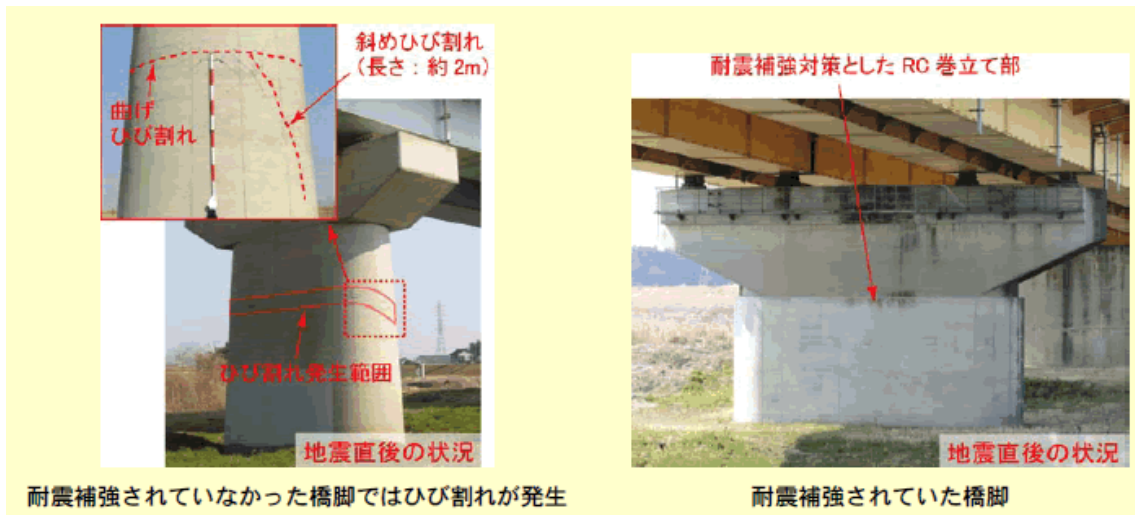 斜めひび割れ
(長さ：約2m)
曲げ
ひび割れ
ひび割れ発生範囲
地震直後の状況
耐震補強されていなかった橋脚ではひび割れが発生
耐震補強対策とした RC 巻立て部
地震直後の状況
耐震補強されていた橋脚